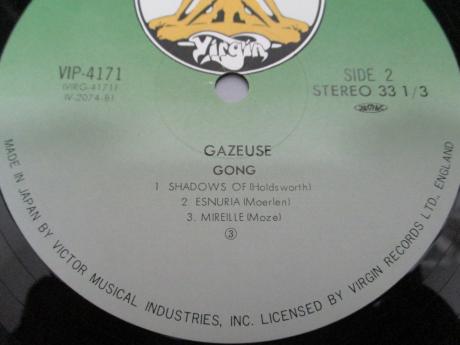 Virgin
VIP-4171
(VIRG-4171)
IV-2074-B1
SIDE 2
STEREO 33 1/3
GAZEUSE
GONG
1 SHADOWS OF (Holdsworth)
2. ESNURIA (Moerlen)
3. MIREILLE (Moze)
③
MADE IN JAPAN BY VICTOR MUSICAL INDUSTRIES, INC. LICENSED BY VIRGIN RECORDS LTD. ENGLAND